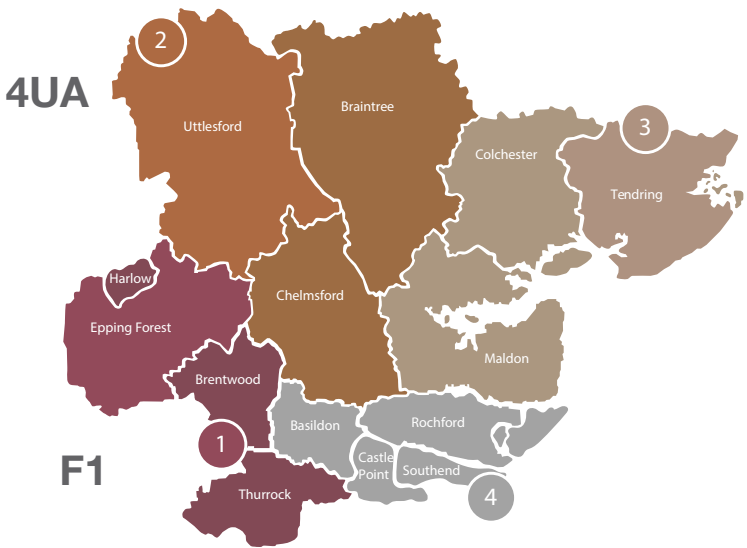 2
4UA
Braintree
Uttlesford
3
Colchester
Tendring
Harlow
Chelmsford
Epping Forest
Maldon
Brentwood
Basildon
Rochford
1
Castle
Point
Southend
F1
Thurrock
4